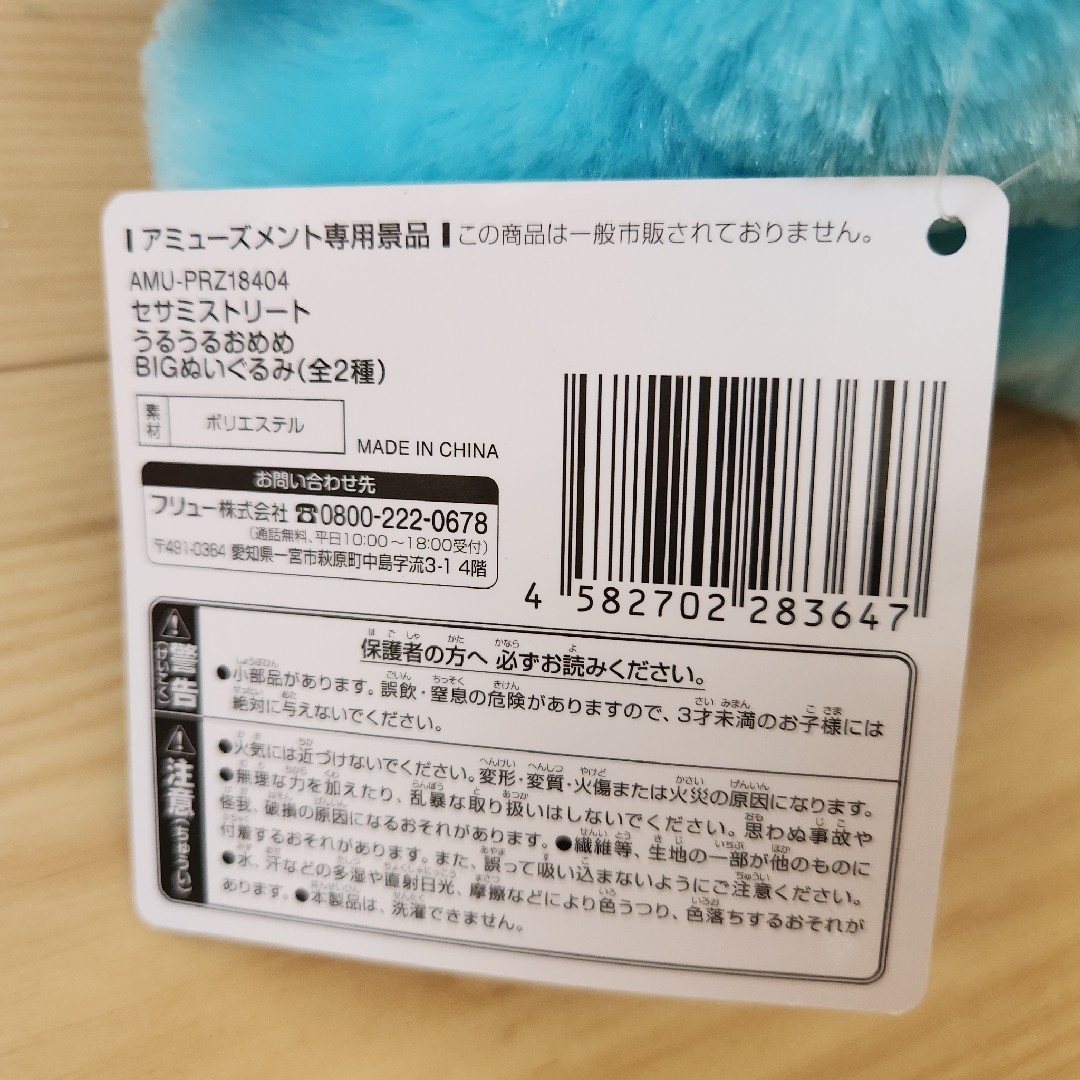 アミューズメント専用景品 この商品は一般市販されておりません。
AMU-PRZ18404
セサミストリート
うるうるおめめ
BIGぬいぐるみ(全2種)
素材 ポリエステル
MADE IN CHINA
お問い合わせ先
フリュー株式会社 ☎0800-222-0678
(通話無料、平日10:00~18:00受付)
〒491-0364 愛知県一宮市萩原町中島字流3-1 4階
4 582702 283647
警告(けいこく)
保護者の方へ 必ずお読みください。
●小部品があります。誤飲・窒息の危険がありますので、3才未満のお子様には
絶対に与えないでください。
注意(ちゅうい)
●火気には近づけないでください。変形・変質・火傷または火災の原因になります。
●無理な力を加えたり、乱暴な取り扱いはしないでください。思わぬ事故や
怪我、破損の原因になるおそれがあります。●繊維等、生地の一部が他のものに
付着するおそれがあります。また、誤って吸い込まないようにご注意ください。
●水、汗などの多湿や直射日光、摩擦などにより色うつり、色落ちするおそれが
あります。●本製品は、洗濯できません。